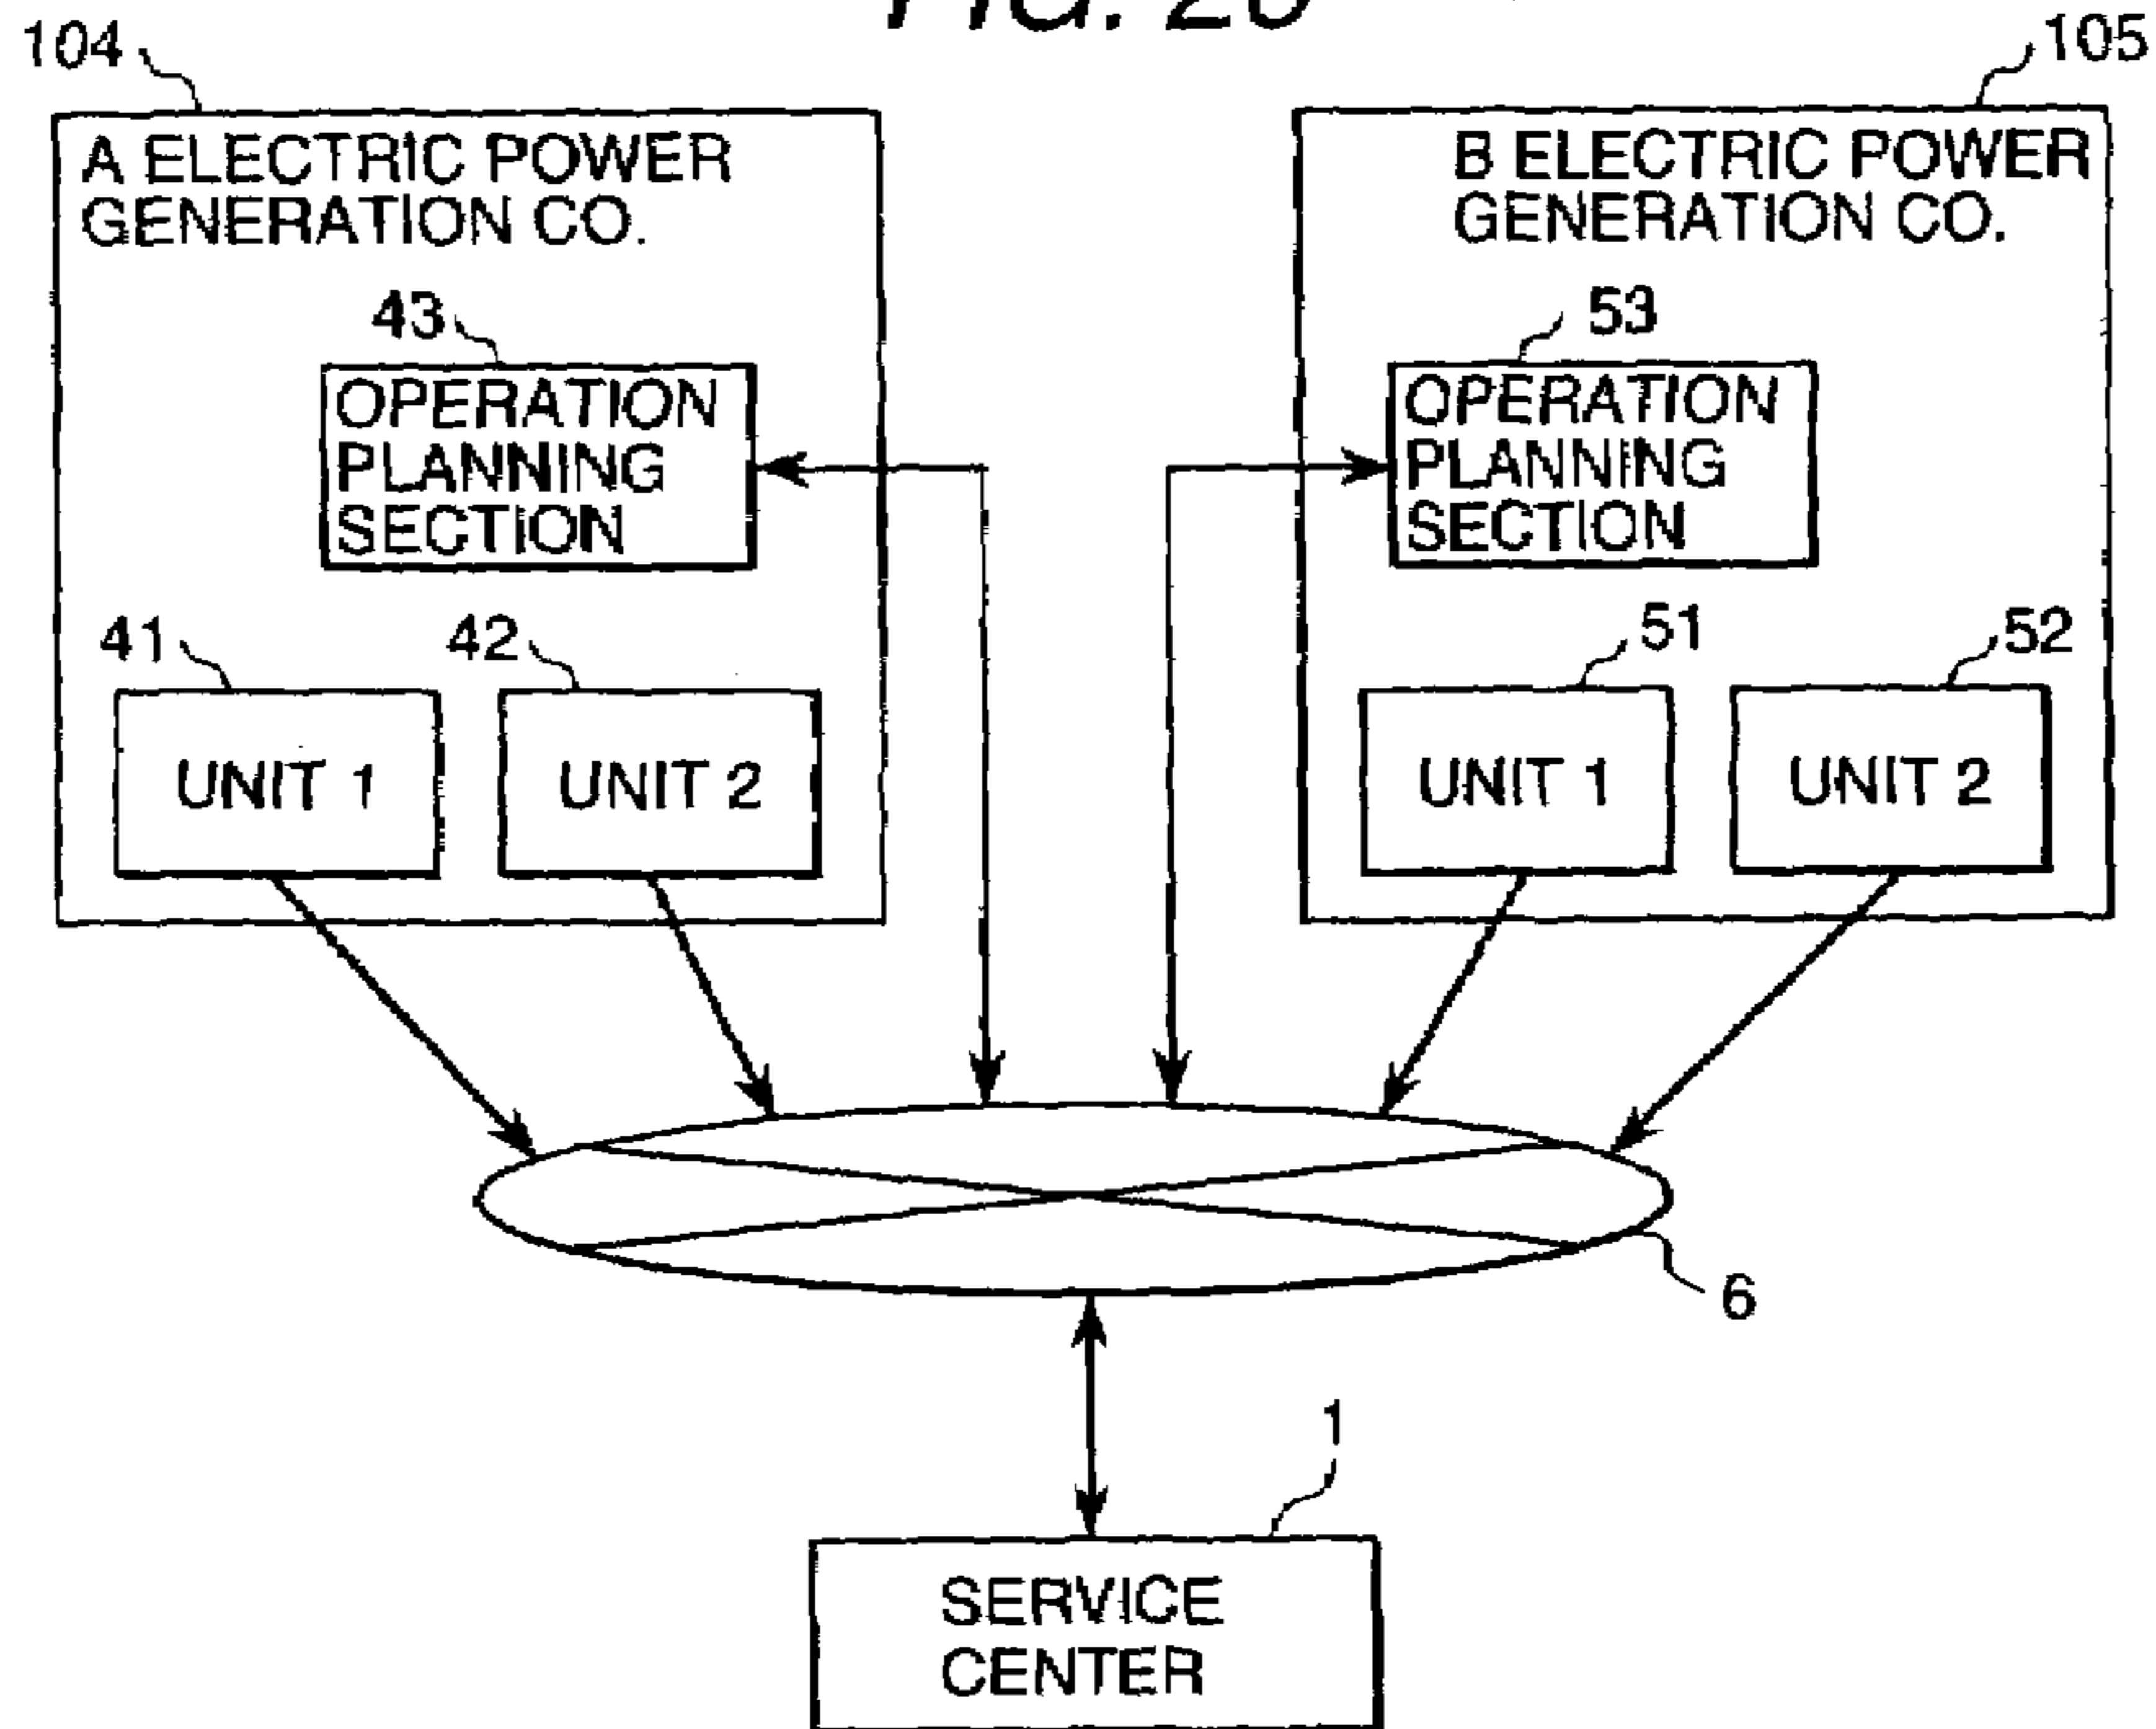 104
105
A ELECTRIC POWER
GENERATION CO.
B ELECTRIC POWER
GENERATION CO.
43
OPERATION
PLANNING
SECTION
53
OPERATION
PLANNING
SECTION
41
42
51
52
UNIT 1
UNIT 2
UNIT 1
UNIT 2
6
1
SERVICE
CENTER